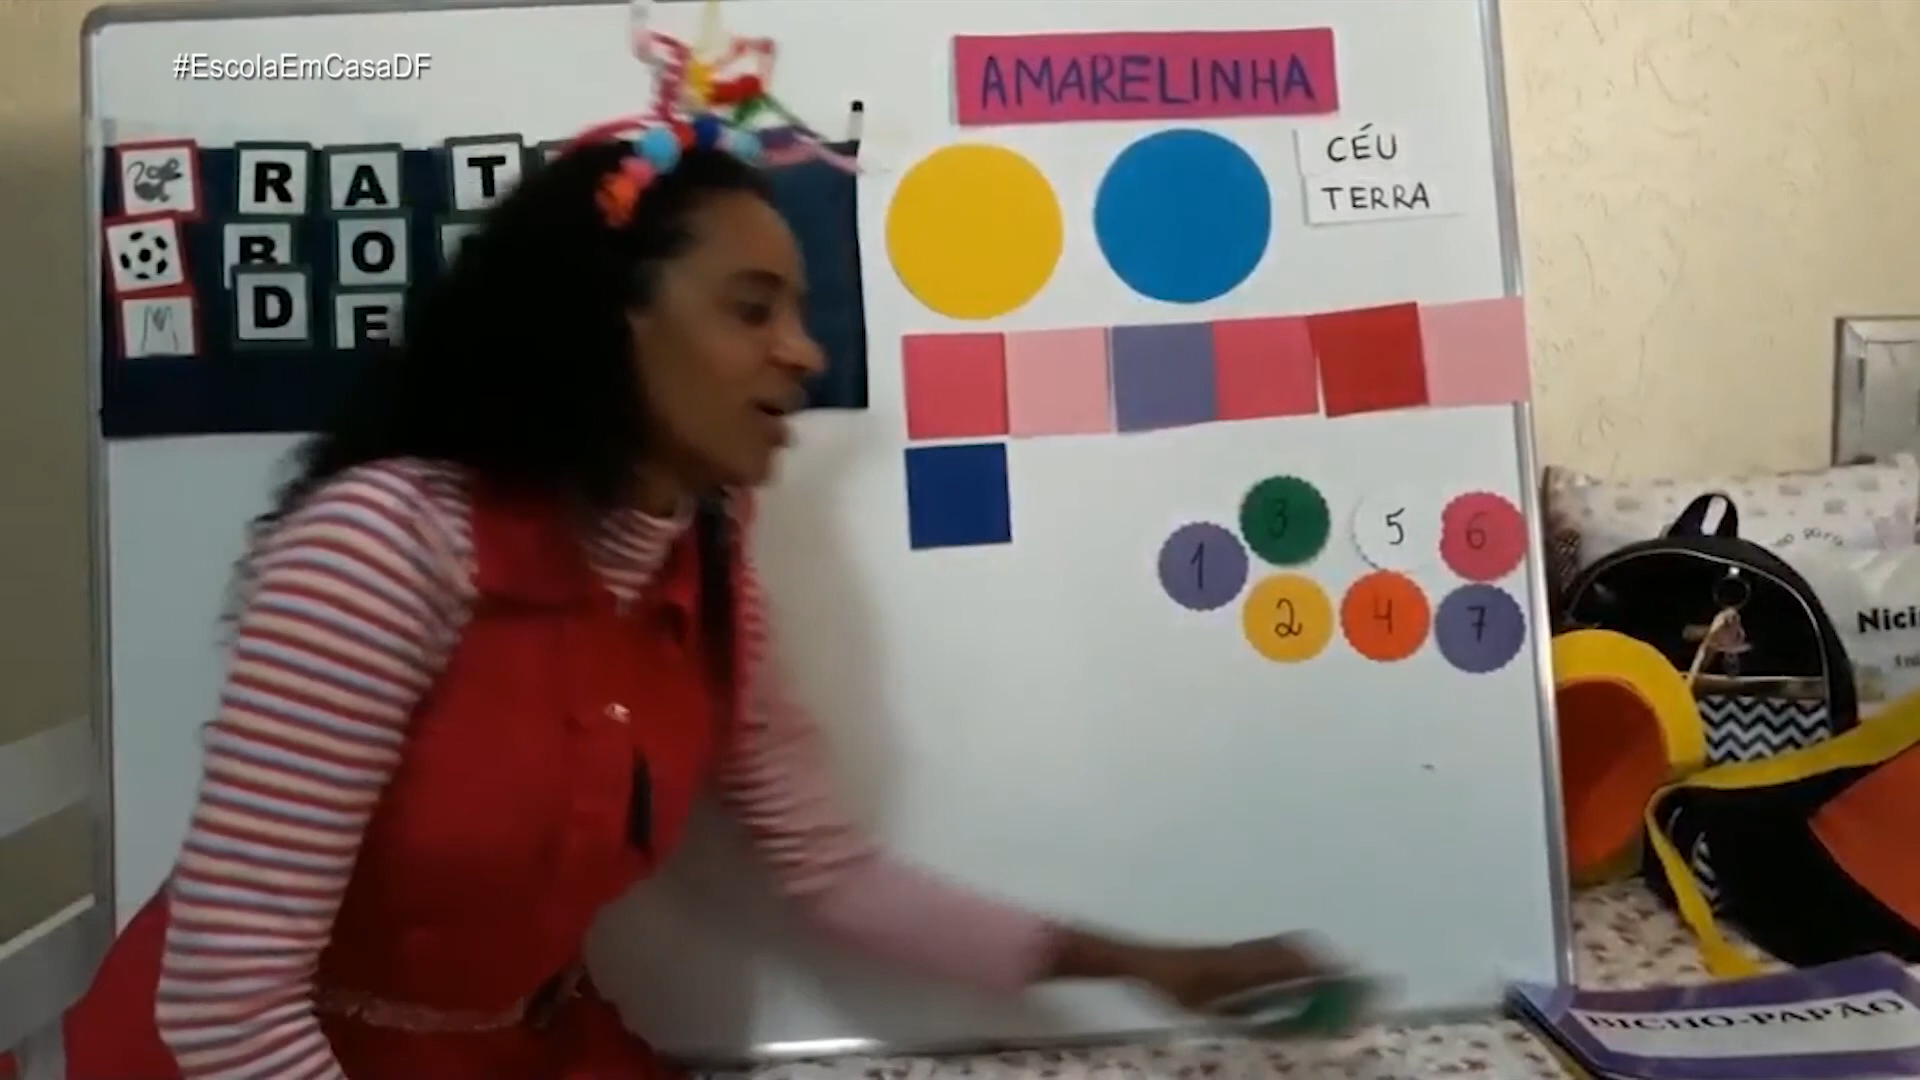 #EscolaEmCasaDF
AMARELINHA
CÉU
TERRA
R A T
B O
D E
3 5 6
1 2 4 7
Nici
BICHO-PAPÃO